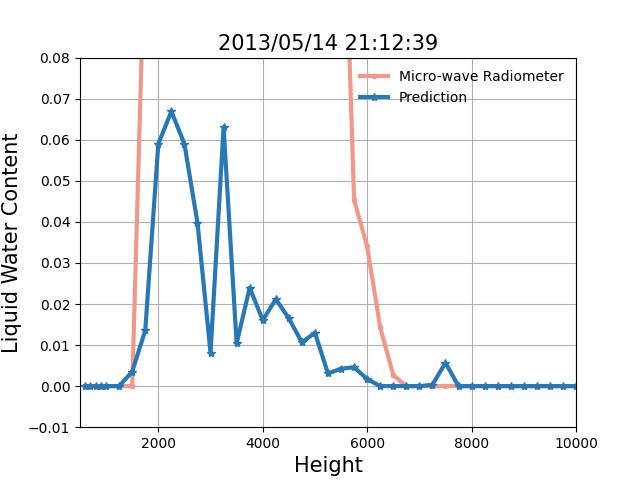 2013/05/14 21:12:39
Liquid Water Content
0.08
0.07
0.06
0.05
0.04
0.03
0.02
0.01
0.00
−0.01
Micro-wave Radiometer
Prediction
2000 4000 6000 8000 10000
Height